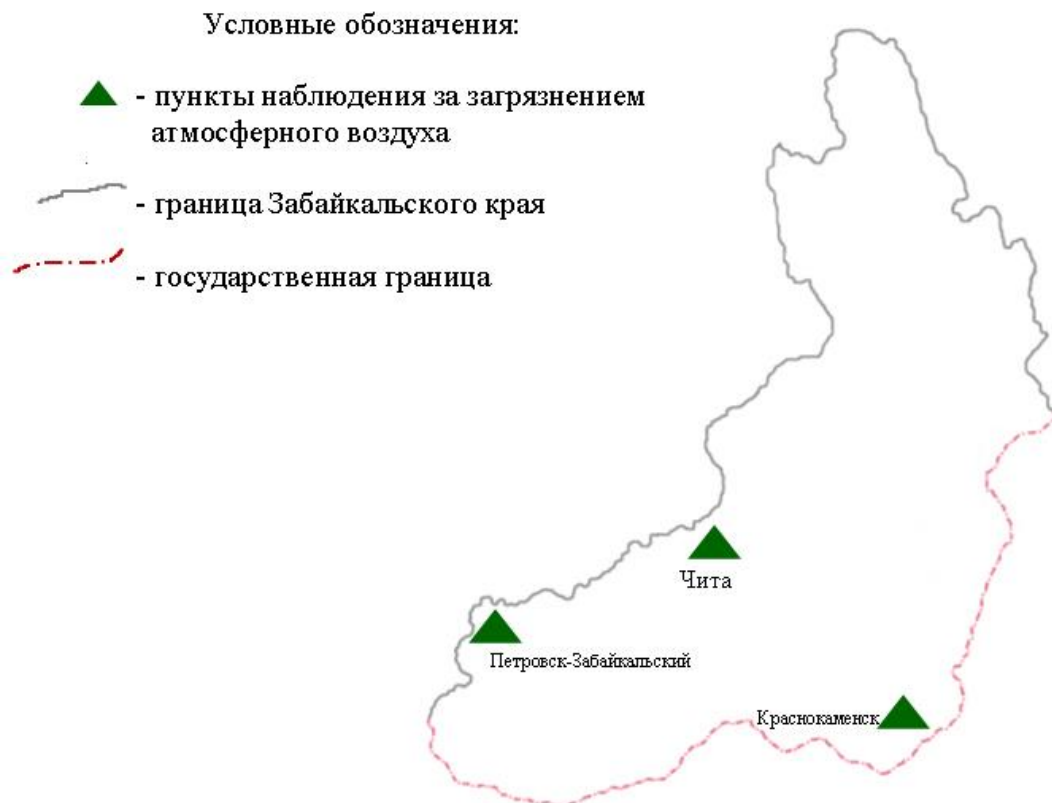 Условные обозначения:
- пункты наблюдения за загрязнением
атмосферного воздуха
- граница Забайкальского края
- государственная граница
Чита
Петровск-Забайкальский
Краснокаменск